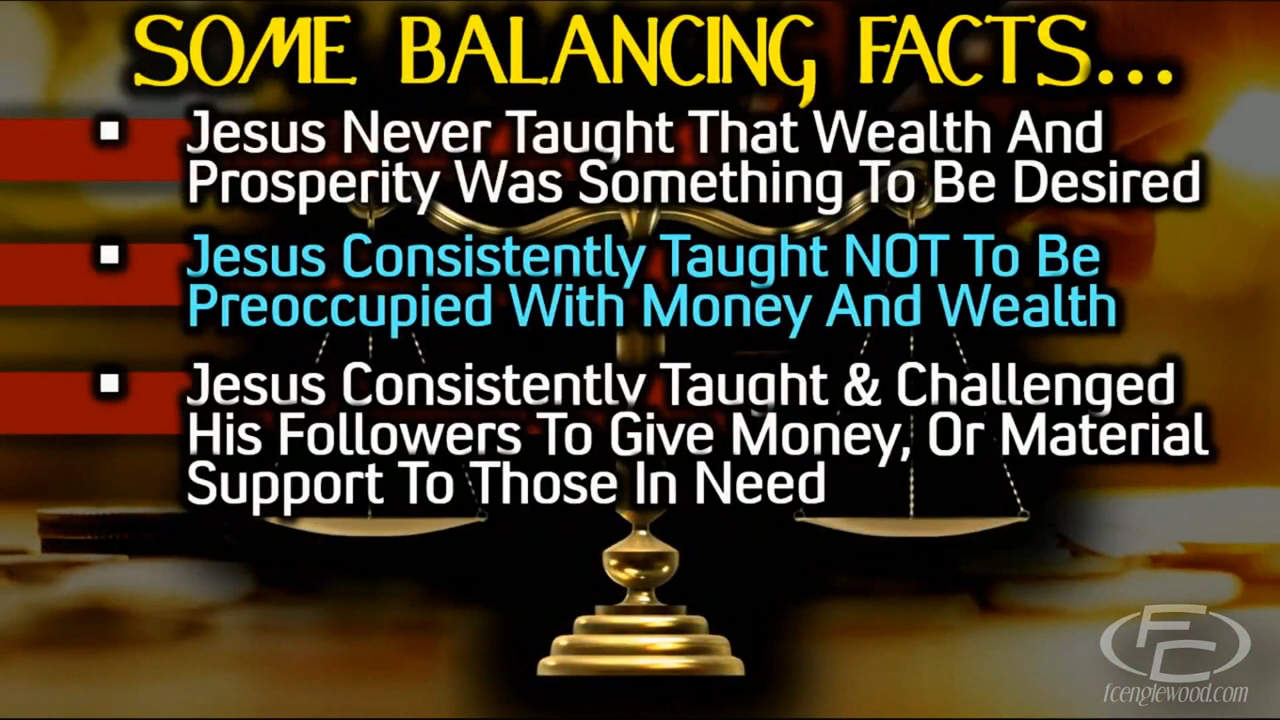 SOME BALANCING FACTS...
▪ Jesus Never Taught That Wealth And
Prosperity Was Something To Be Desired
▪ Jesus Consistently Taught NOT To Be
Preoccupied With Money And Wealth
▪ Jesus Consistently Taught & Challenged
His Followers To Give Money, Or Material
Support To Those In Need
FC
fcenglewood.com